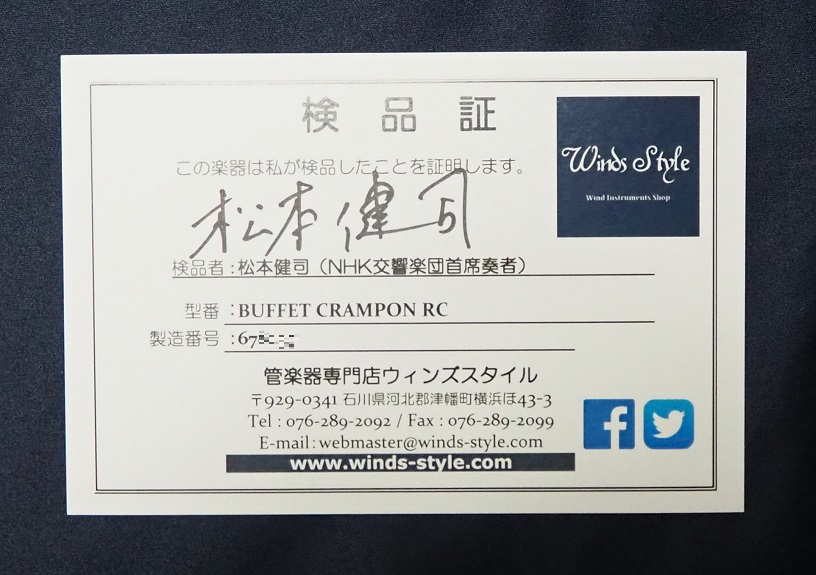 検品証
Winds Style
Wind Instruments Shop
この楽器は私が検品したことを証明します。
松本健司
検品者：松本健司（NHK交響楽団首席奏者）
型番：BUFFET CRAMPON RC
製造番号：67
管楽器専門店ウィンズスタイル
〒929-0341 石川県河北郡津幡町横浜ほ43-3
Tel : 076-289-2092 / Fax : 076-289-2099
E-mail : webmaster@winds-style.com
www.winds-style.com